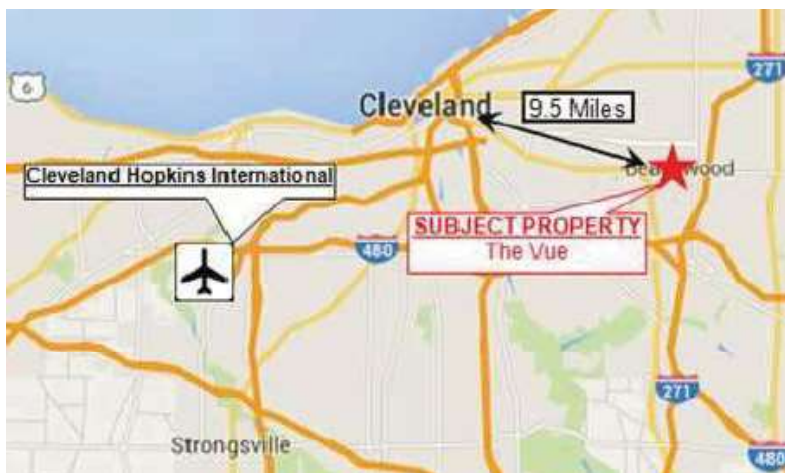 271
6
Cleveland
9.5 Miles
Cleveland Hopkins International
SUBJECT PROPERTY
The Vue
480
271
Strongsville
480